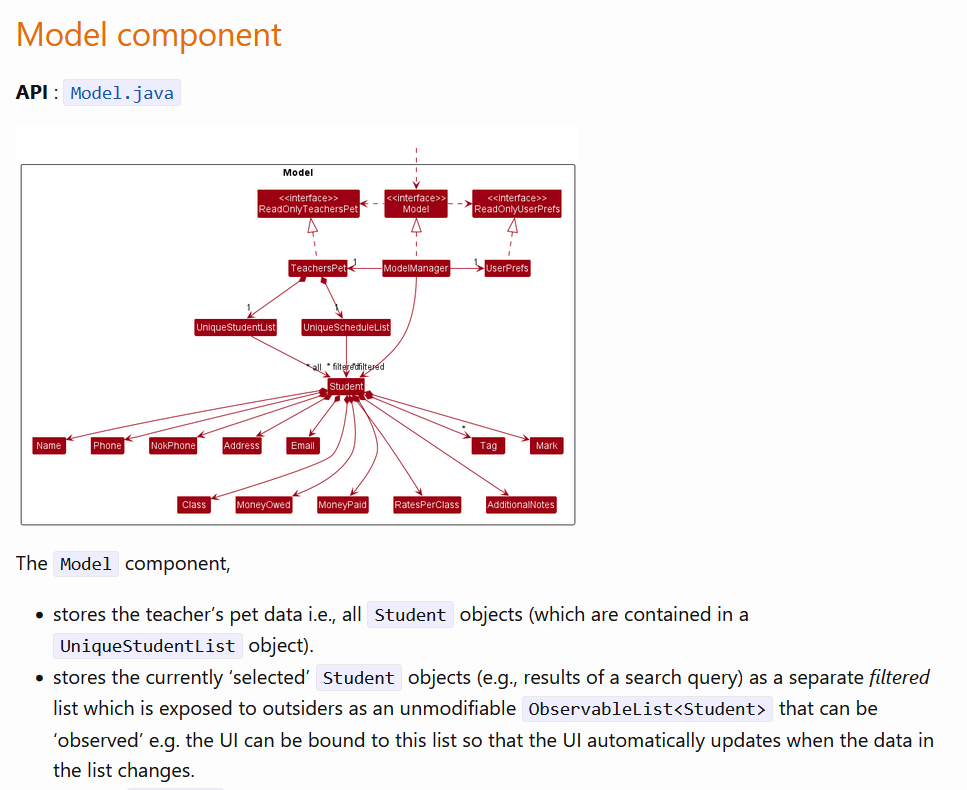 Model component
API : Model.java
Model
<<interface>>
ReadOnlyTeachersPet
<<interface>>
Model
<<interface>>
ReadOnlyUserPrefs
TeachersPet
1
ModelManager
1
UserPrefs
1
1
UniqueStudentList
UniqueScheduleList
* all
* filtered
* filtered
Student
*
Name
Phone
NokPhone
Address
Email
Tag
Mark
Class
MoneyOwed
MoneyPaid
RatesPerClass
AdditionalNotes
The Model component,
• stores the teacher’s pet data i.e., all Student objects (which are contained in a
UniqueStudentList object).
• stores the currently ‘selected’ Student objects (e.g., results of a search query) as a separate filtered
list which is exposed to outsiders as an unmodifiable ObservableList<Student> that can be
‘observed’ e.g. the UI can be bound to this list so that the UI automatically updates when the data in
the list changes.